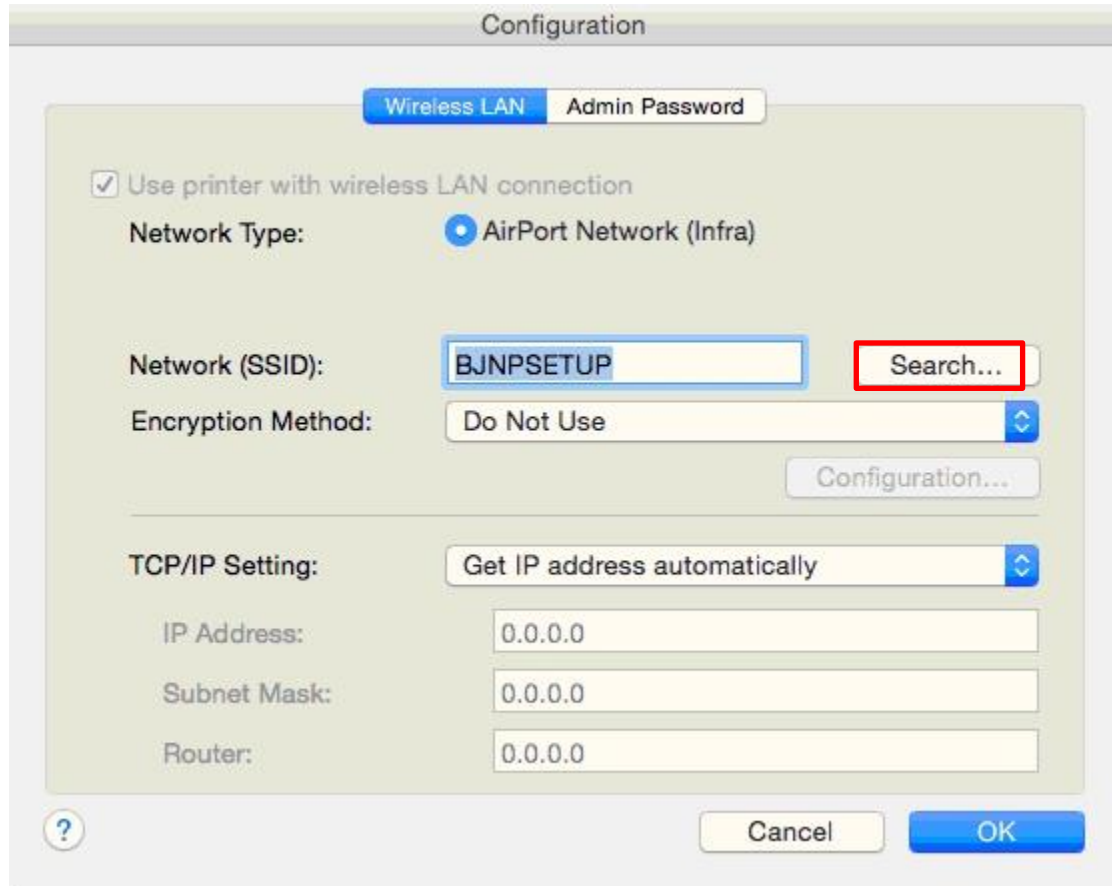 Configuration
Wireless LAN Admin Password
Use printer with wireless LAN connection
Network Type: AirPort Network (Infra)
Network (SSID): BJNPSETUP Search...
Encryption Method: Do Not Use
Configuration...
TCP/IP Setting: Get IP address automatically
IP Address: 0.0.0.0
Subnet Mask: 0.0.0.0
Router: 0.0.0.0
? Cancel OK